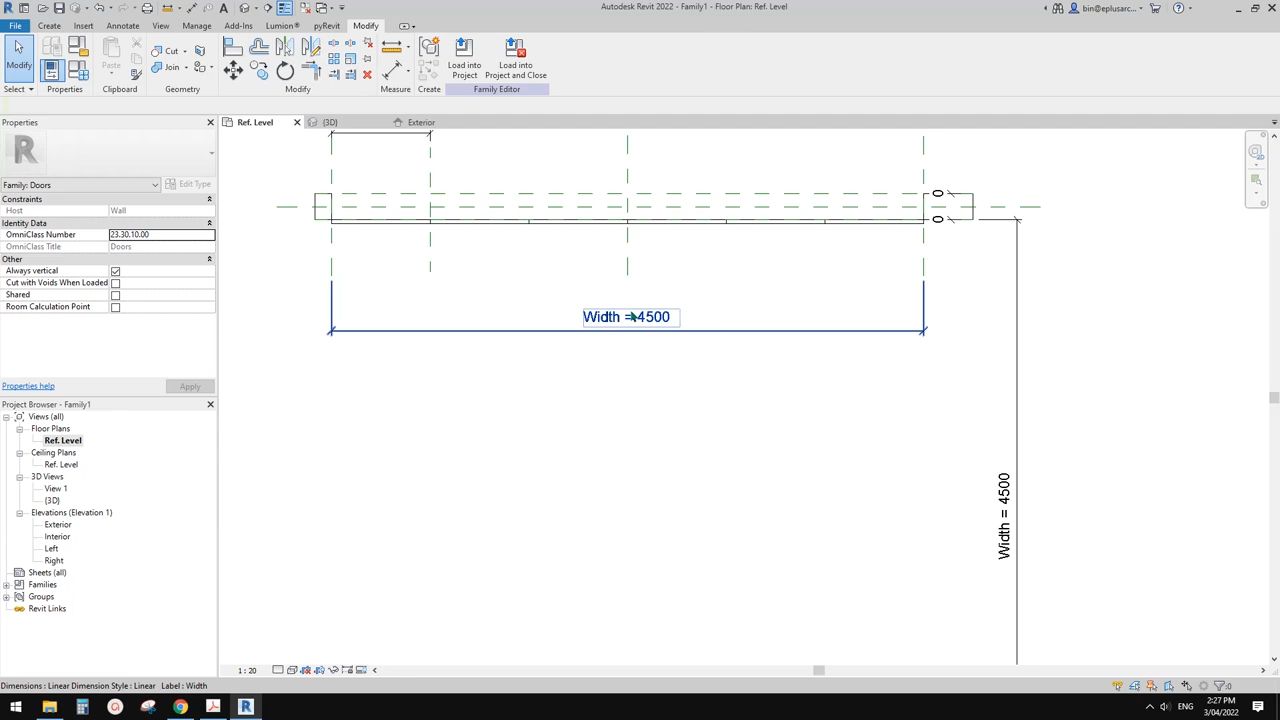 Autodesk Revit 2022 - Family1 - Floor Plan: Ref. Level
bin@eplusarc...
File
Create
Insert
Annotate
View
Manage
Add-Ins
Lumion®
pyRevit
Modify
Modify
Paste
Cut
Join
Load into
Project
Load into
Project and Close
Select
Properties
Clipboard
Geometry
Modify
Measure
Create
Family Editor
Properties
Ref. Level
{3D}
Exterior
Family: Doors
Edit Type
Constraints
Host
Wall
Identity Data
OmniClass Number
23.30.10.00
OmniClass Title
Doors
Other
Always vertical
Cut with Voids When Loaded
Shared
Room Calculation Point
Properties help
Apply
Project Browser - Family1
Views (all)
Floor Plans
Ref. Level
Ceiling Plans
Ref. Level
3D Views
View 1
{3D}
Elevations (Elevation 1)
Exterior
Interior
Left
Right
Sheets (all)
Families
Groups
Revit Links
0
0
Width = 4500
Width = 4500
1 : 20
Dimensions : Linear Dimension Style : Linear : Label : Width
:0
ENG
2:27 PM
3/04/2022